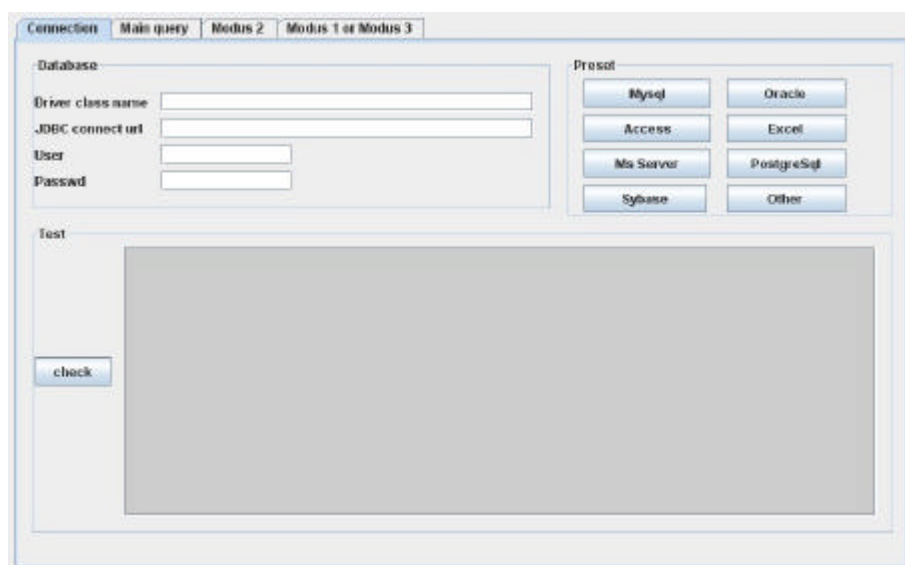 Connection Main query Modus 2 Modus 1 or Modus 3
Database
Driver class name
JDBC connect url
User
Passwd
Preset
Mysql Oracle
Access Excel
Ms Server PostgreSql
Sybase Other
Test
check